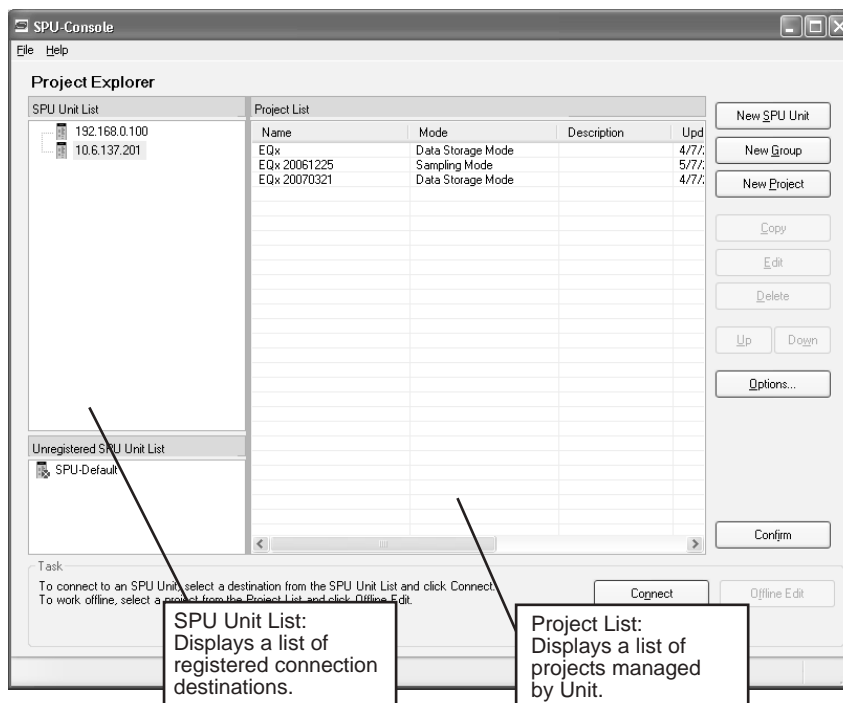 SPU-Console
File Help
Project Explorer
SPU Unit List
192.168.0.100
10.6.137.201
Unregistered SPU Unit List
SPU-Default
Project List
Name Mode Description Upd
EQx Data Storage Mode 4/7/
EQx 20061225 Sampling Mode 5/7/
EQx 20070321 Data Storage Mode 4/7/
New SPU Unit
New Group
New Project
Copy
Edit
Delete
Up Down
Options...
Confirm
Task
To connect to an SPU Unit, select a destination from the SPU Unit List and click Connect.
To work offline, select a project from the Project List and click Offline Edit.
Connect Offline Edit
SPU Unit List:
Displays a list of
registered connection
destinations.
Project List:
Displays a list of
projects managed
by Unit.